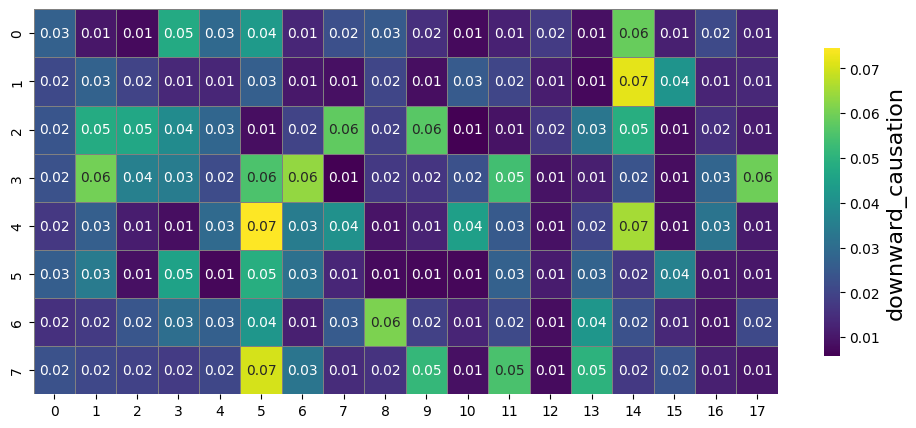 0 0.03 0.01 0.01 0.05 0.03 0.04 0.01 0.02 0.03 0.02 0.01 0.01 0.02 0.01 0.06 0.01 0.02 0.01
1 0.02 0.03 0.02 0.01 0.01 0.03 0.01 0.01 0.02 0.01 0.03 0.02 0.01 0.01 0.07 0.04 0.01 0.01
2 0.02 0.05 0.05 0.04 0.03 0.01 0.02 0.06 0.02 0.06 0.01 0.01 0.02 0.03 0.05 0.01 0.02 0.01
3 0.02 0.06 0.04 0.03 0.02 0.06 0.06 0.01 0.02 0.02 0.02 0.05 0.01 0.01 0.02 0.01 0.03 0.06
4 0.02 0.03 0.01 0.01 0.03 0.07 0.03 0.04 0.01 0.01 0.04 0.03 0.01 0.02 0.07 0.01 0.03 0.01
5 0.03 0.03 0.01 0.05 0.01 0.05 0.03 0.01 0.01 0.01 0.01 0.03 0.01 0.03 0.02 0.04 0.01 0.01
6 0.02 0.02 0.02 0.03 0.03 0.04 0.01 0.03 0.06 0.02 0.01 0.02 0.01 0.04 0.02 0.01 0.01 0.02
7 0.02 0.02 0.02 0.02 0.02 0.07 0.03 0.01 0.02 0.05 0.01 0.05 0.01 0.05 0.02 0.02 0.01 0.01
0 1 2 3 4 5 6 7 8 9 10 11 12 13 14 15 16 17
0.07
0.06
0.05
0.04
0.03
0.02
0.01
downward_causation